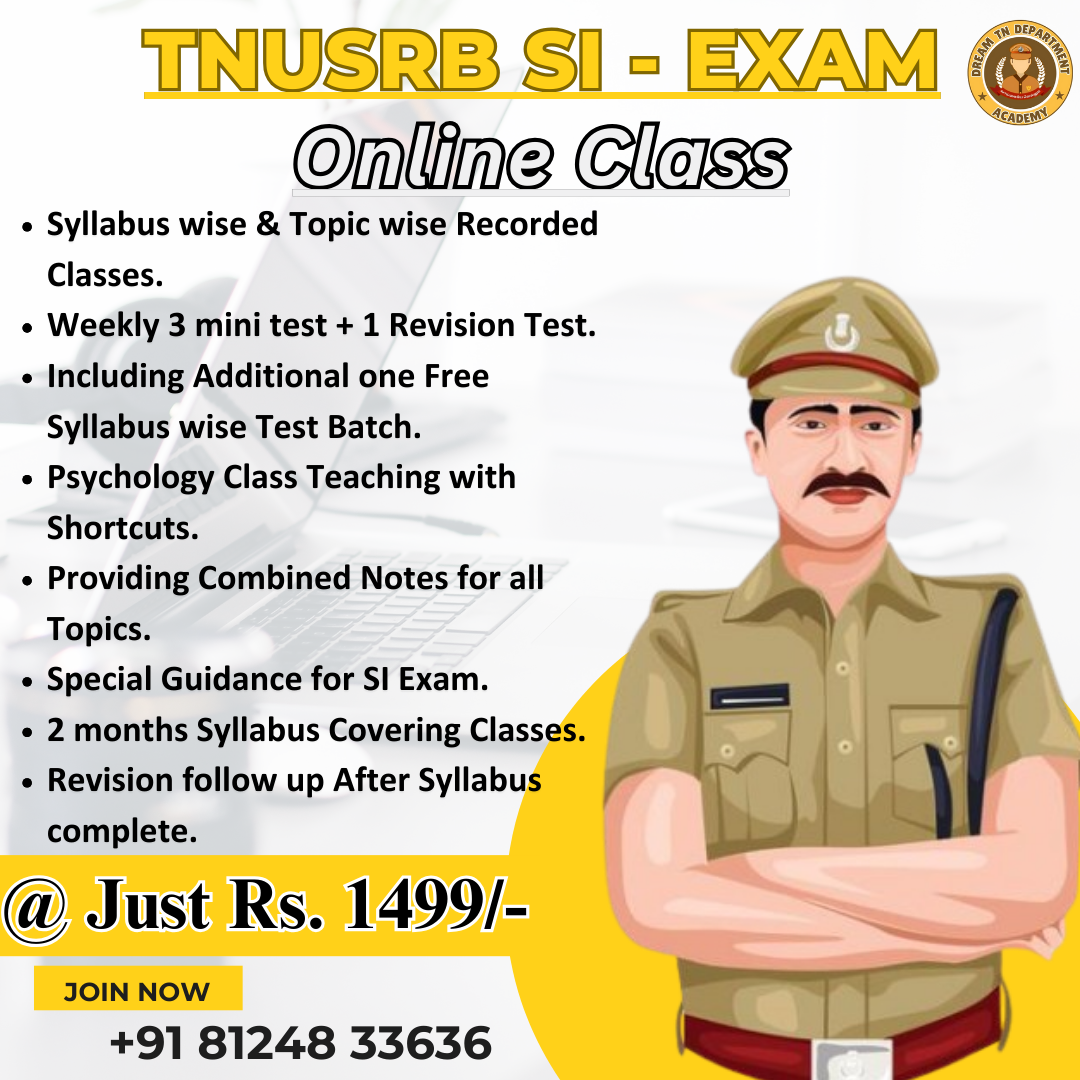 TNUSRB SI - EXAM
DREAM TN DEPARTMENT
ACADEMY
Online Class
• Syllabus wise & Topic wise Recorded
Classes.
• Weekly 3 mini test + 1 Revision Test.
• Including Additional one Free
Syllabus wise Test Batch.
• Psychology Class Teaching with
Shortcuts.
• Providing Combined Notes for all
Topics.
• Special Guidance for SI Exam.
• 2 months Syllabus Covering Classes.
• Revision follow up After Syllabus
complete.
@ Just Rs. 1499/-
JOIN NOW
+91 81248 33636